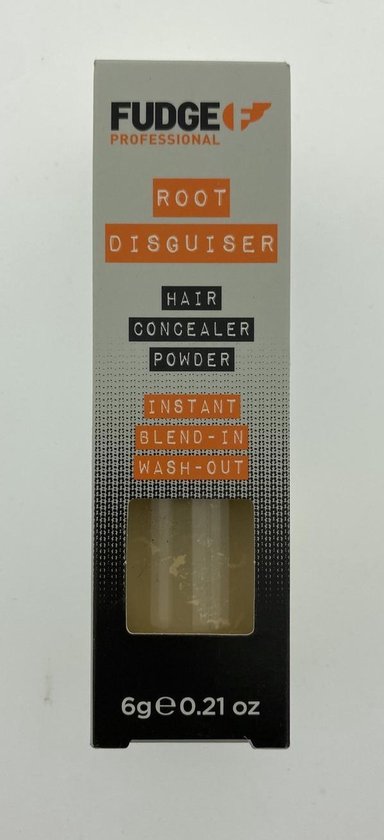 FUDGE F
PROFESSIONAL
ROOT
DISGUISER
HAIR
CONCEALER
POWDER
INSTANT
BLEND-IN
WASH-OUT
6g e 0.21 oz